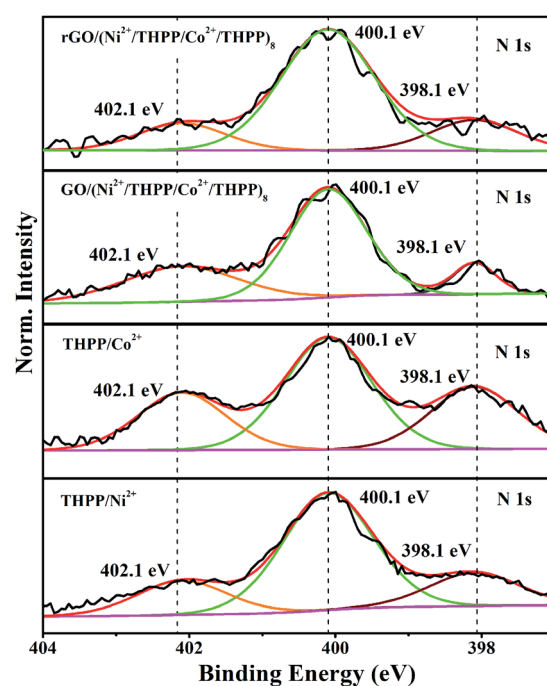 rGO/(Ni²⁺/THPP/Co²⁺/THPP)₈
400.1 eV
N 1s
402.1 eV
398.1 eV
GO/(Ni²⁺/THPP/Co²⁺/THPP)₈
400.1 eV
N 1s
402.1 eV
398.1 eV
THPP/Co²⁺
400.1 eV
N 1s
402.1 eV
398.1 eV
THPP/Ni²⁺
400.1 eV
N 1s
402.1 eV
398.1 eV
Norm. Intensity
404 402 400 398
Binding Energy (eV)